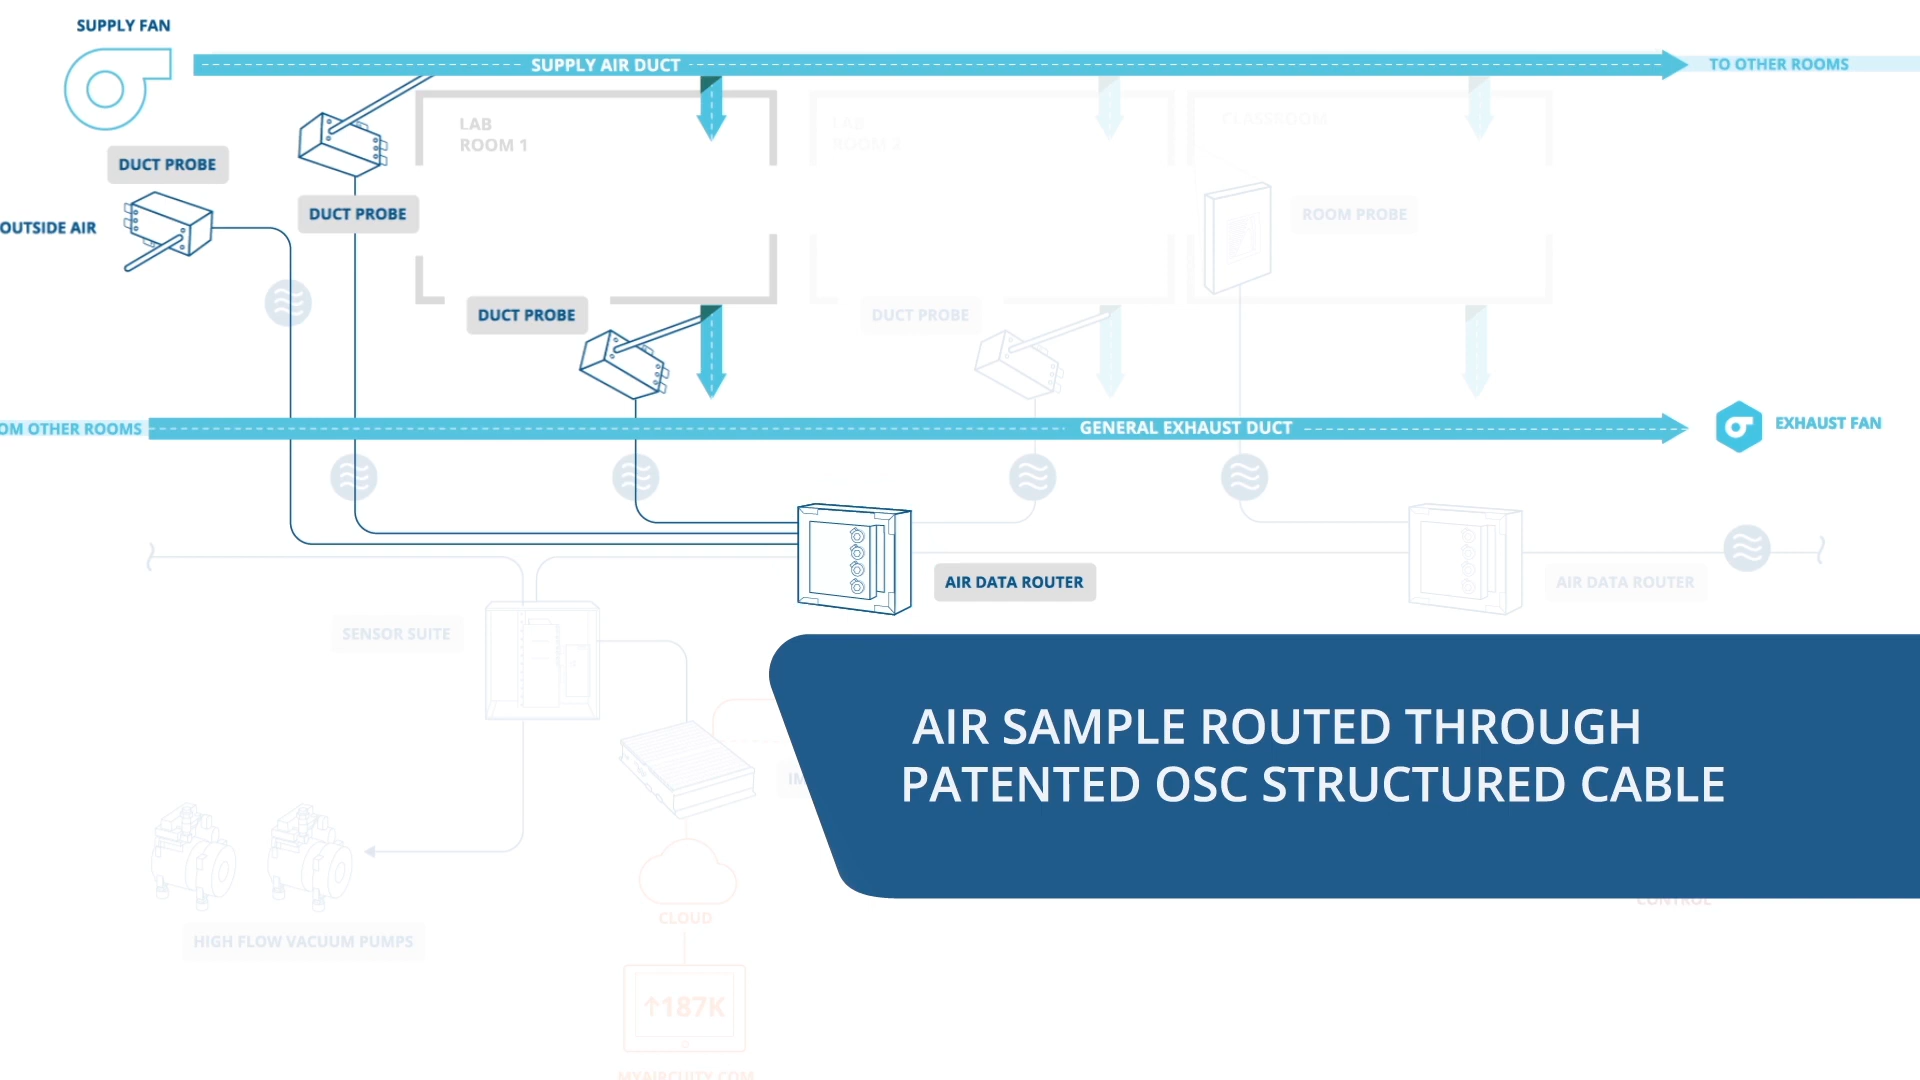 SUPPLY FAN
SUPPLY AIR DUCT
TO OTHER ROOMS
LAB
ROOM 1
LAB
ROOM 2
CLASSROOM
DUCT PROBE
DUCT PROBE
ROOM PROBE
OUTSIDE AIR
DUCT PROBE
DUCT PROBE
OM OTHER ROOMS
GENERAL EXHAUST DUCT
EXHAUST FAN
AIR DATA ROUTER
AIR DATA ROUTER
SENSOR SUITE
AIR SAMPLE ROUTED THROUGH
PATENTED OSC STRUCTURED CABLE
CONTROL
CLOUD
HIGH FLOW VACUUM PUMPS
↑187K
MYAIRCUITY.COM